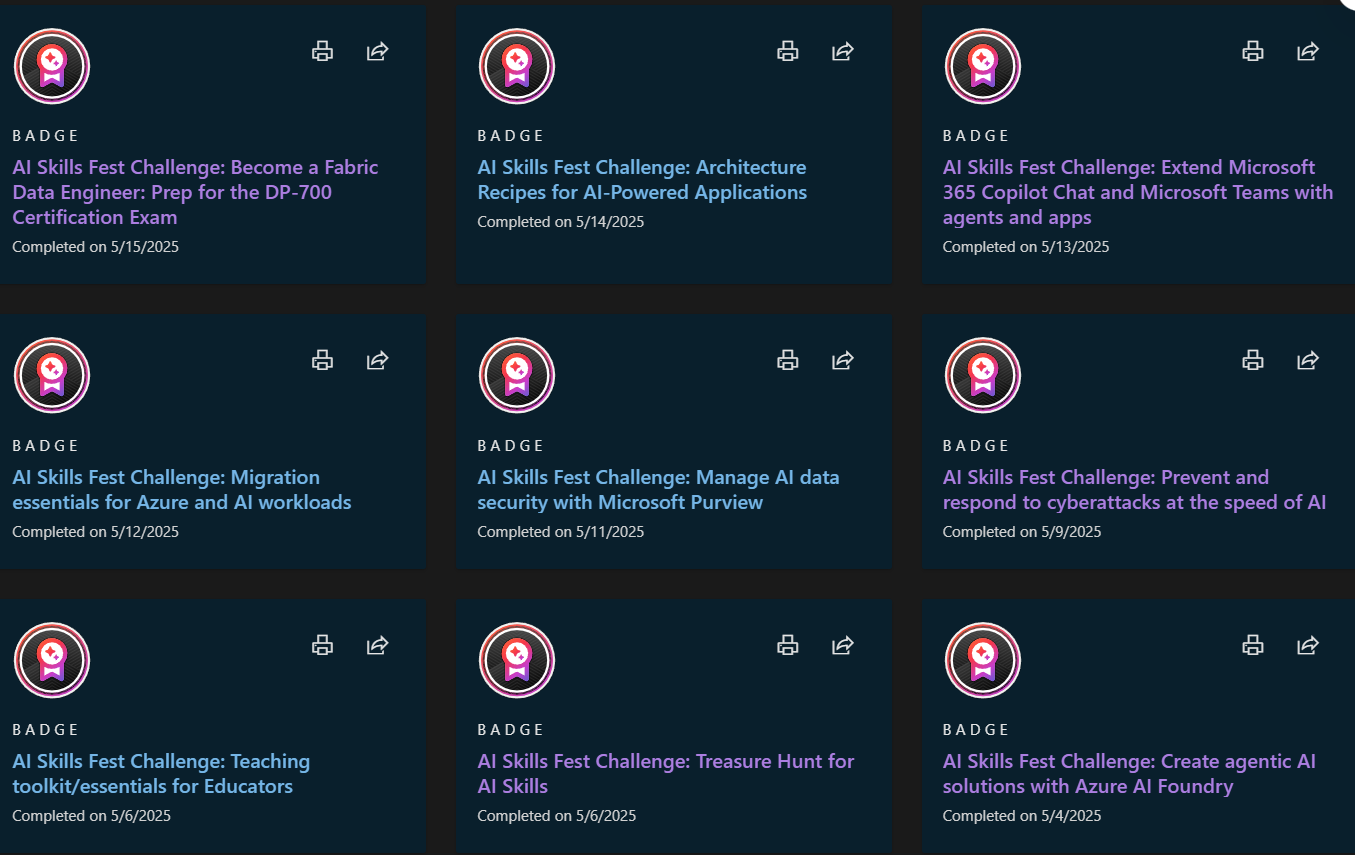 BADGE
AI Skills Fest Challenge: Become a Fabric
Data Engineer: Prep for the DP-700
Certification Exam
Completed on 5/15/2025
BADGE
AI Skills Fest Challenge: Architecture
Recipes for AI-Powered Applications
Completed on 5/14/2025
BADGE
AI Skills Fest Challenge: Extend Microsoft
365 Copilot Chat and Microsoft Teams with
agents and apps
Completed on 5/13/2025
BADGE
AI Skills Fest Challenge: Migration
essentials for Azure and AI workloads
Completed on 5/12/2025
BADGE
AI Skills Fest Challenge: Manage AI data
security with Microsoft Purview
Completed on 5/11/2025
BADGE
AI Skills Fest Challenge: Prevent and
respond to cyberattacks at the speed of AI
Completed on 5/9/2025
BADGE
AI Skills Fest Challenge: Teaching
toolkit/essentials for Educators
Completed on 5/6/2025
BADGE
AI Skills Fest Challenge: Treasure Hunt for
AI Skills
Completed on 5/6/2025
BADGE
AI Skills Fest Challenge: Create agentic AI
solutions with Azure AI Foundry
Completed on 5/4/2025